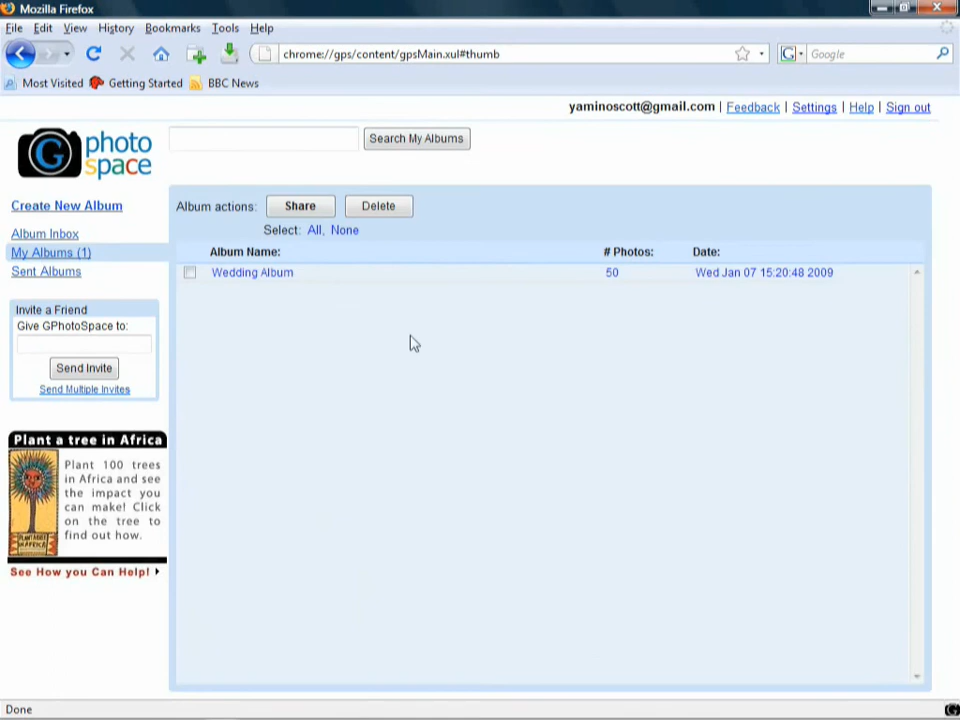 Mozilla Firefox
File Edit View History Bookmarks Tools Help
chrome://gps/content/gpsMain.xul#thumb
G Google
Most Visited Getting Started BBC News
yaminoscott@gmail.com | Feedback | Settings | Help | Sign out
G photo space
Search My Albums
Create New Album
Album Inbox
My Albums (1)
Sent Albums
Album actions: Share Delete
Select: All, None
Album Name: # Photos: Date:
Wedding Album 50 Wed Jan 07 15:20:48 2009
Invite a Friend
Give GPhotoSpace to:
Send Invite
Send Multiple Invites
Plant a tree in Africa
Plant 100 trees
in Africa and see
the impact you
can make! Click
on the tree to
find out how.
See How you Can Help!
Done